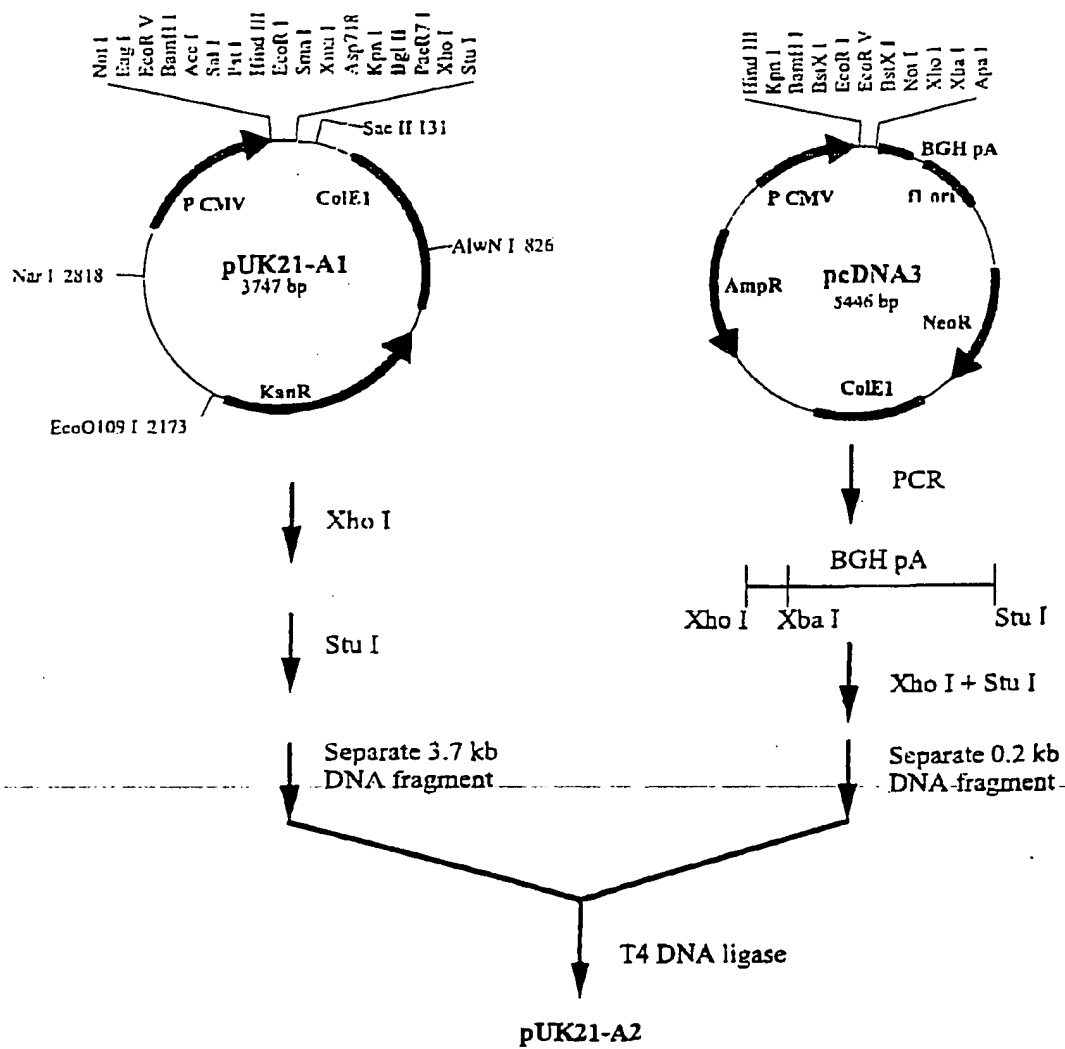 Not I
Eag I
EcoR V
BamH I
Acc I
Sal I
Pst I
Hind III
EcoR I
Sma I
Xma I
Asp718
Kpn I
Bgl II
PaeR7 I
Xho I
Stu I
Sac II 131
P CMV
ColE1
pUK21-A1
3747 bp
AlwN I 826
Nar I 2818
KanR
EcoO109 I 2173
Hind III
Kpn I
BamH I
BstX I
EcoR I
EcoR V
BstX I
Not I
Xho I
Xba I
Apa I
BGH pA
P CMV
f1 ori
AmpR
pcDNA3
5446 bp
NeoR
ColE1
Xho I
Stu I
Separate 3.7 kb
DNA fragment
PCR
BGH pA
Xho I
Xba I
Stu I
Xho I + Stu I
Separate 0.2 kb
DNA fragment
T4 DNA ligase
pUK21-A2